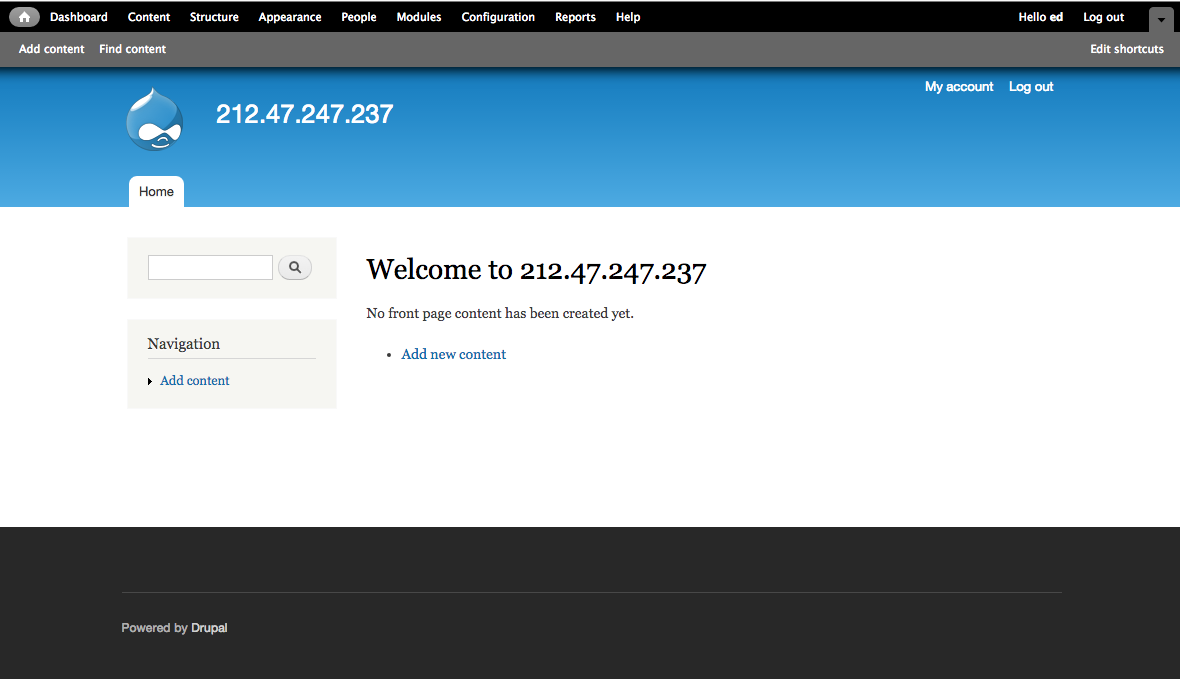 Dashboard Content Structure Appearance People Modules Configuration Reports Help Hello ed Log out
Add content Find content Edit shortcuts
My account Log out
212.47.247.237
Home
Welcome to 212.47.247.237
No front page content has been created yet.
Add new content
Navigation
Add content
Powered by Drupal